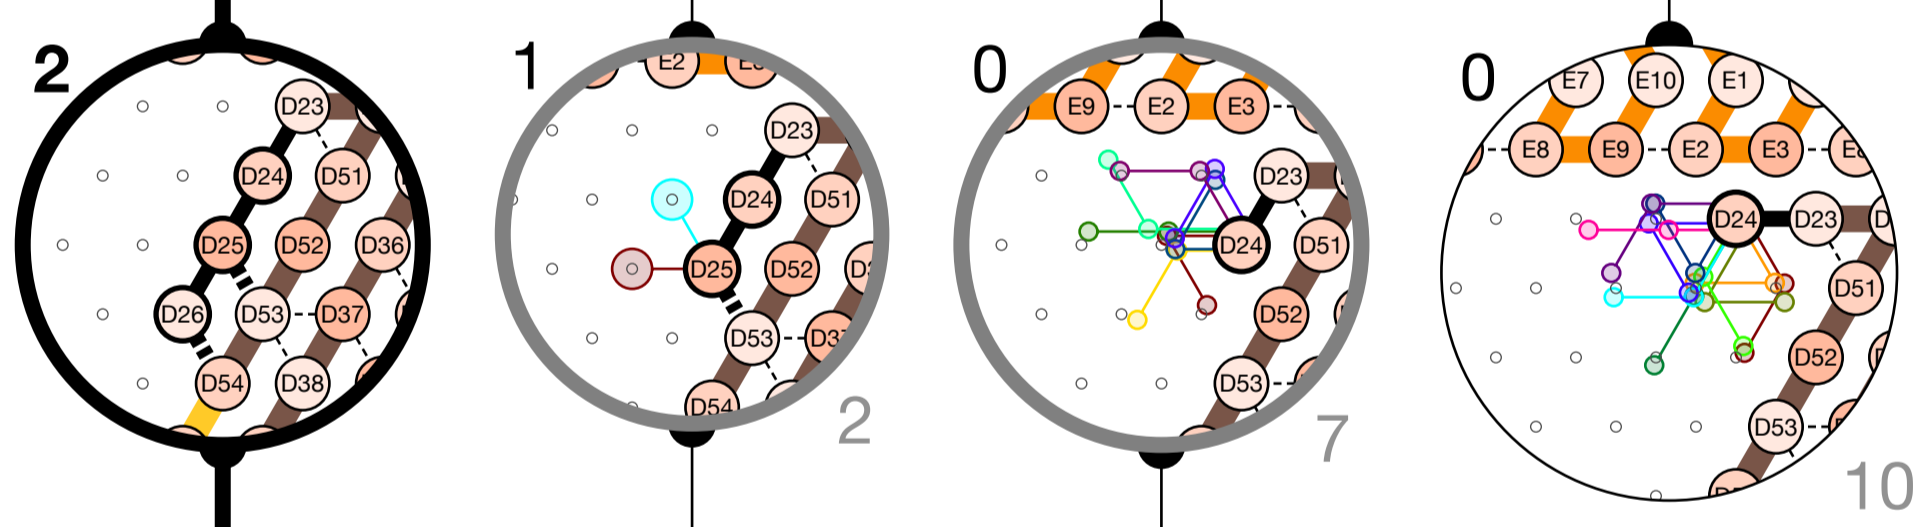 2
D23
D24 D51
D25 D52 D36
D26 D53 D37
D54 D38
1
E2
D23
D24 D51
D25 D52
D53
D54
2
0
E9 E2 E3
D23
D24 D51
D52
D53
7
0
E7 E10 E1
E8 E9 E2 E3
D24 D23
D51
D52
D53
10